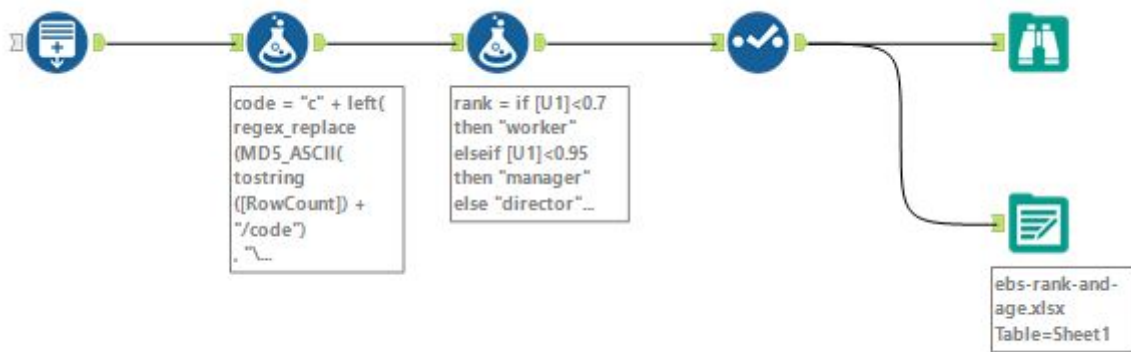 code = "c" + left(
regex_replace
(MD5_ASCII(
tostring
([RowCount]) +
"/code")
, "\...
rank = if [U1]<0.7
then "worker"
elseif [U1]<0.95
then "manager"
else "director"...
ebs-rank-and-
age.xlsx
Table=Sheet1